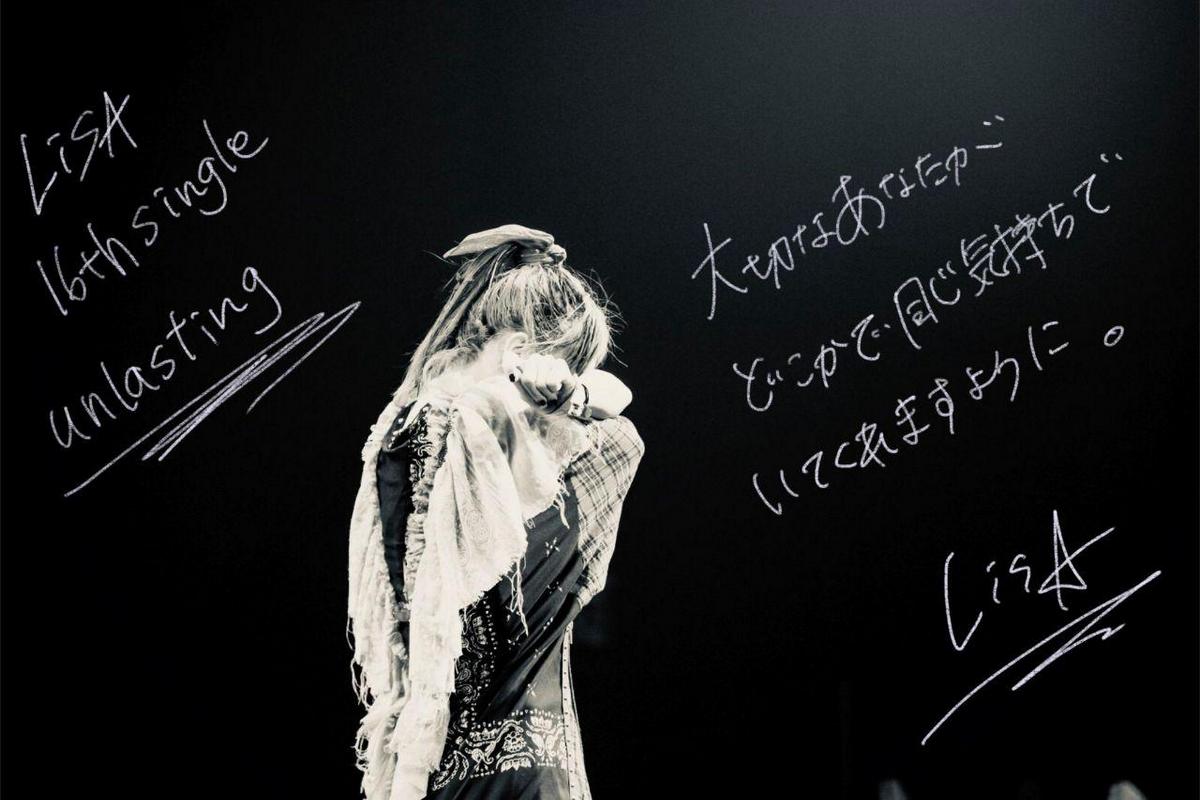 LiSA
16th single
unlasting
大切なあなたが
どこかで同じ気持ちで
いてくれますように。
LiSA